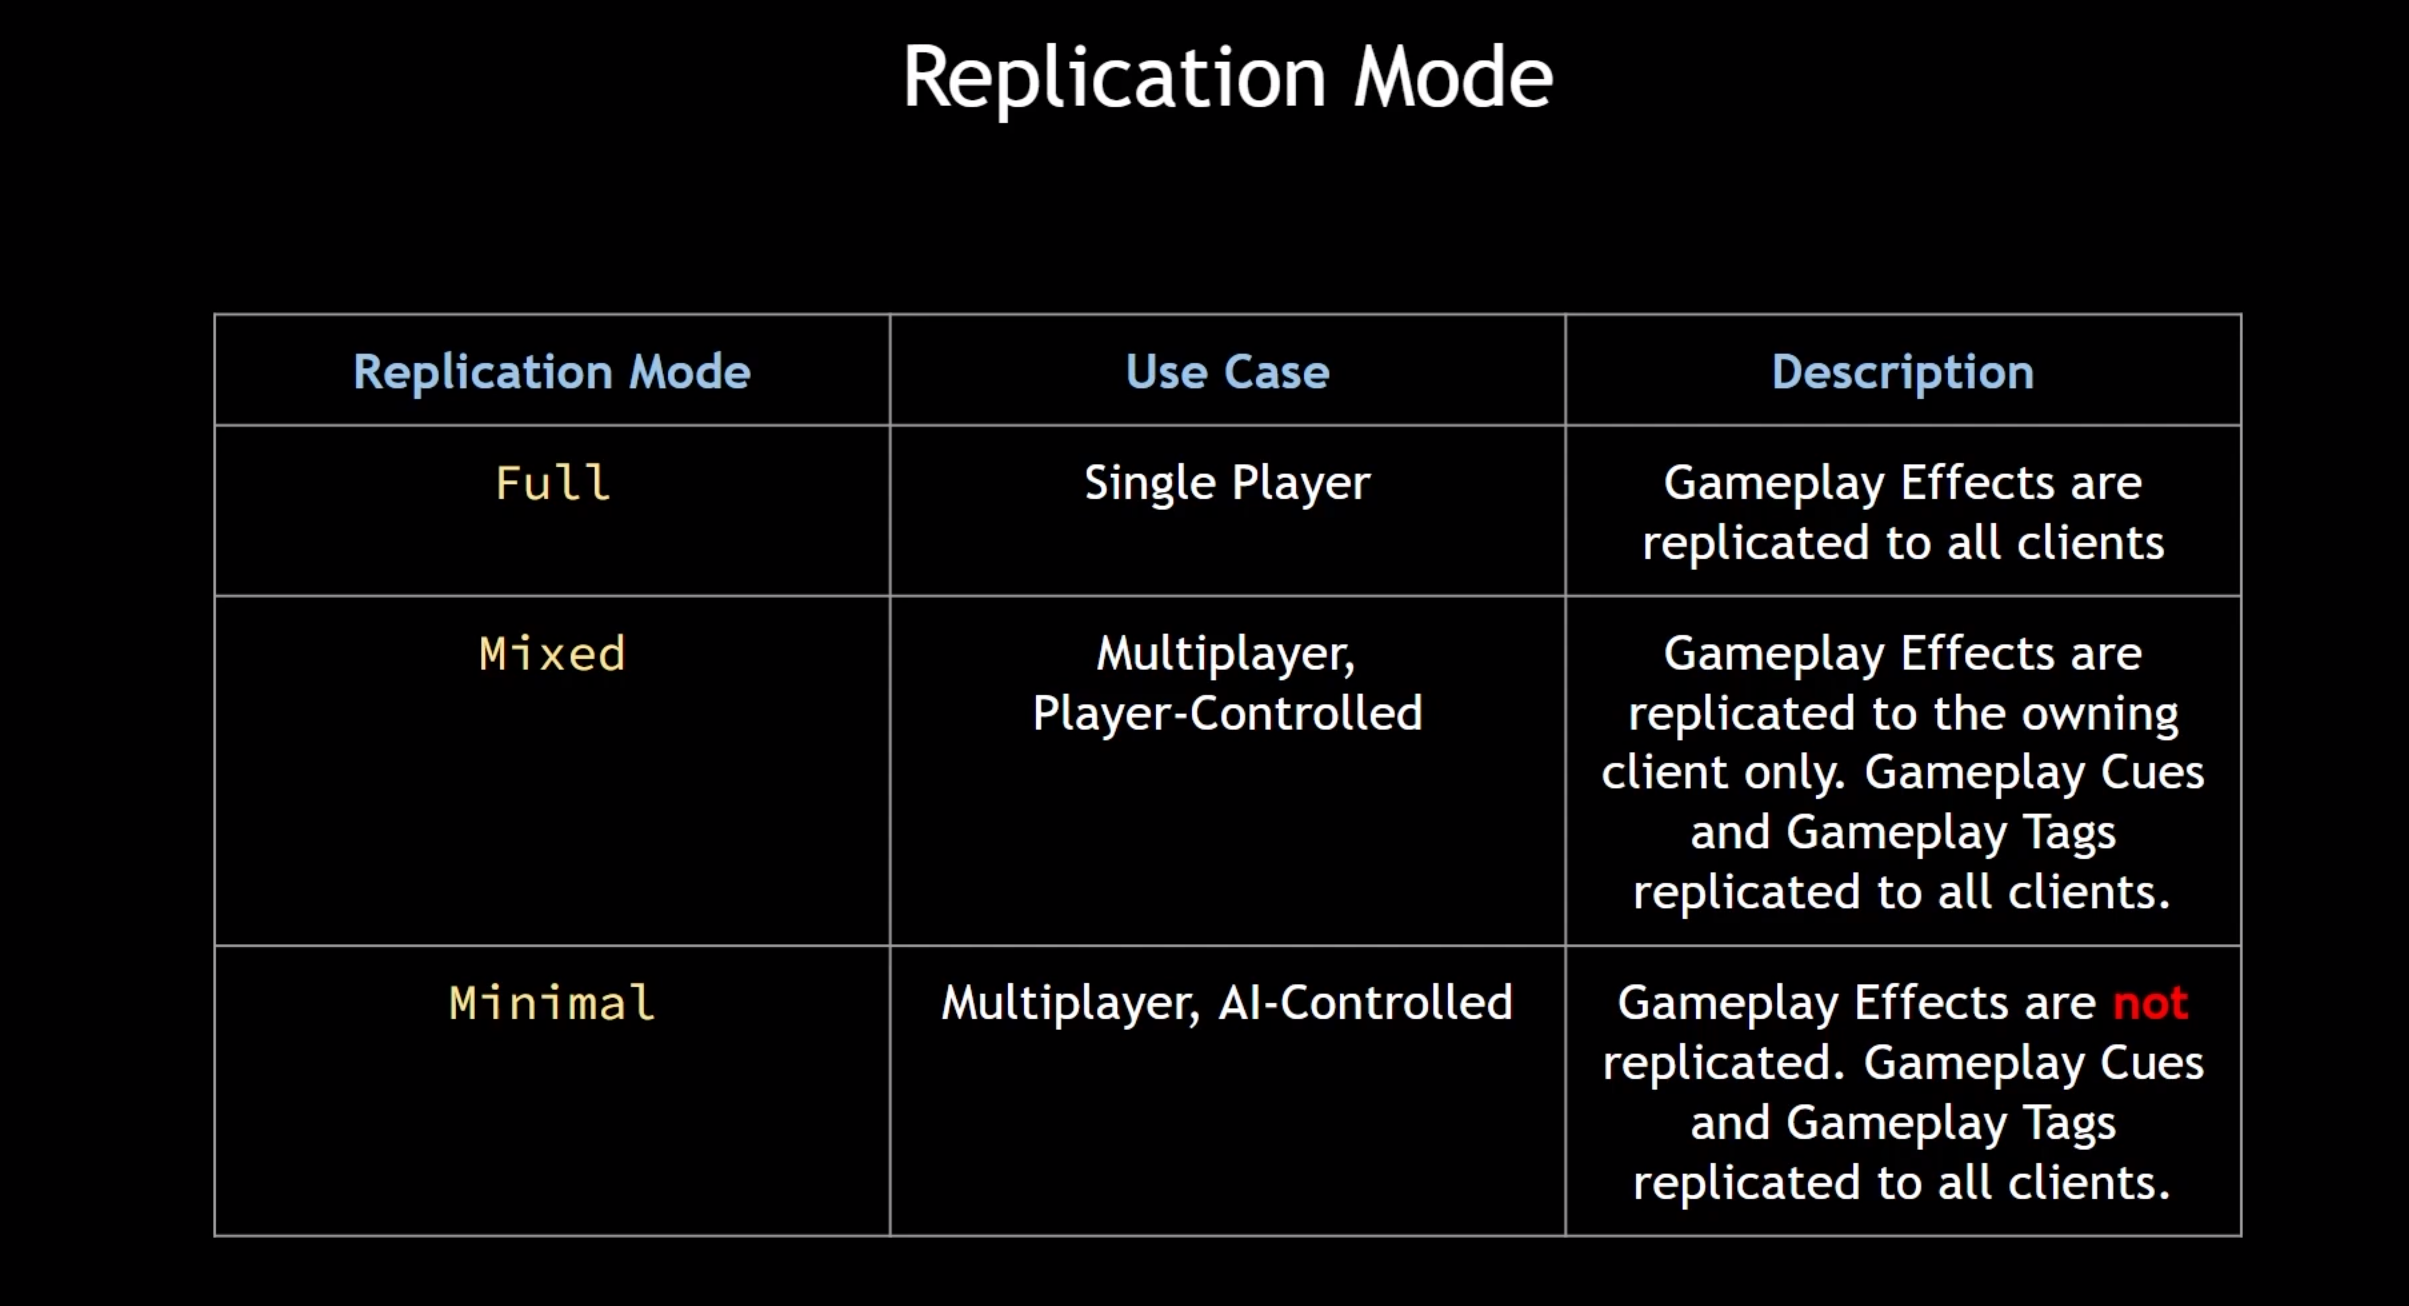 Replication Mode
Replication Mode
Use Case
Description
Full
Single Player
Gameplay Effects are
replicated to all clients
Mixed
Multiplayer,
Player-Controlled
Gameplay Effects are
replicated to the owning
client only. Gameplay Cues
and Gameplay Tags
replicated to all clients.
Minimal
Multiplayer, AI-Controlled
Gameplay Effects are not
replicated. Gameplay Cues
and Gameplay Tags
replicated to all clients.